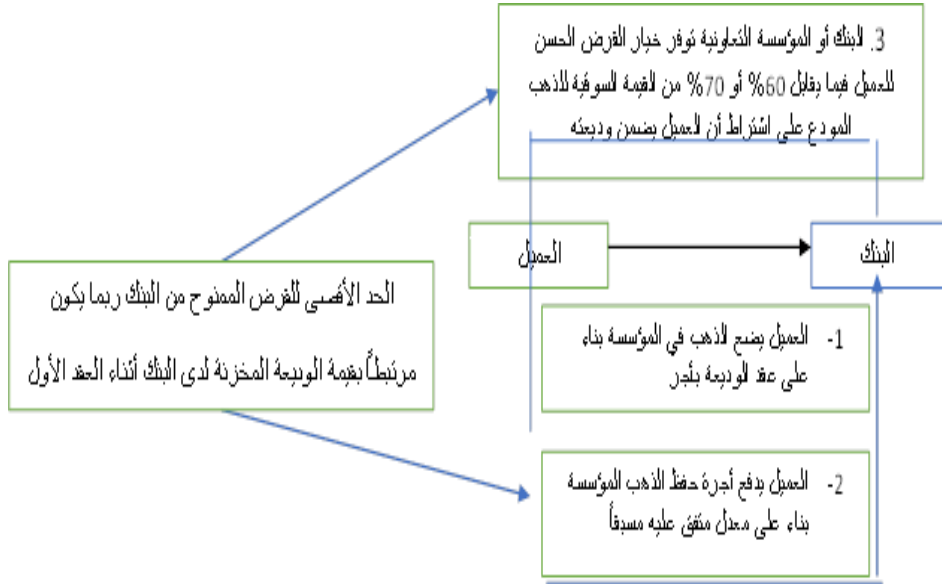 3. البنك أو المؤسسة التعاونية توفر خيار القرض الحسن
للعميل فيما يقابل 60% أو 70% من القيمة السوقية للذهب
المودع على اشتراط أن العميل يضمن وديعته
العميل
البنك
الحد الأقصى للقرض الممنوح من البنك ربما يكون
مرتبطاً بقيمة الوديعة المخزنة لدى البنك أثناء العقد الأول
1- العميل يضع الذهب في المؤسسة بناء
على عقد الوديعة بأجر
2- العميل يدفع أجرة حفظ الذهب المؤسسة
بناء على معدل متفق عليه مسبقاً